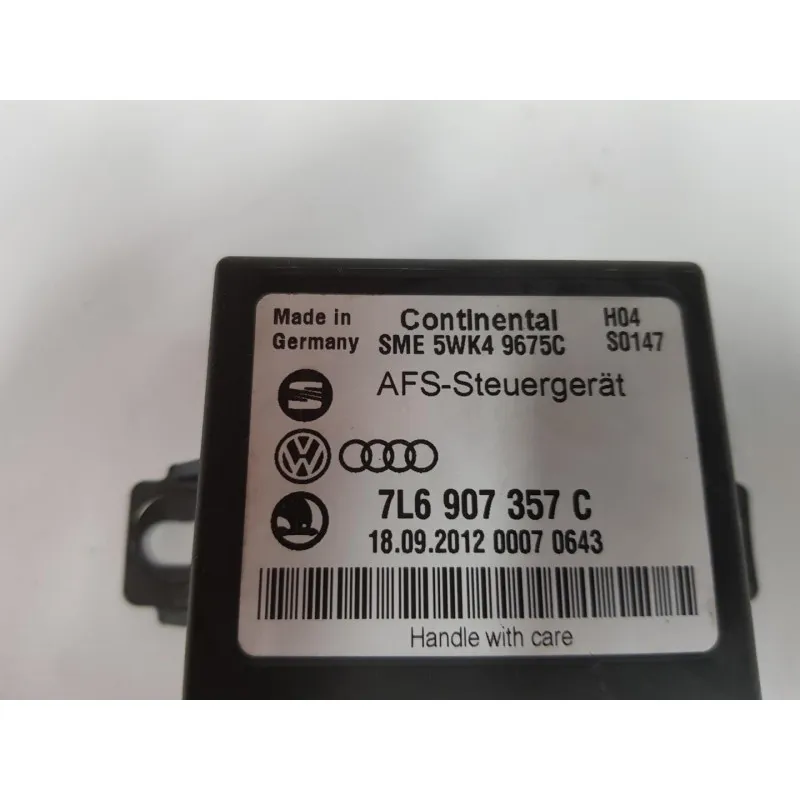 Made in Continental H04
Germany SME 5WK4 9675C S0147
AFS-Steuergerät
7L6 907 357 C
18.09.2012 0007 0643
Handle with care